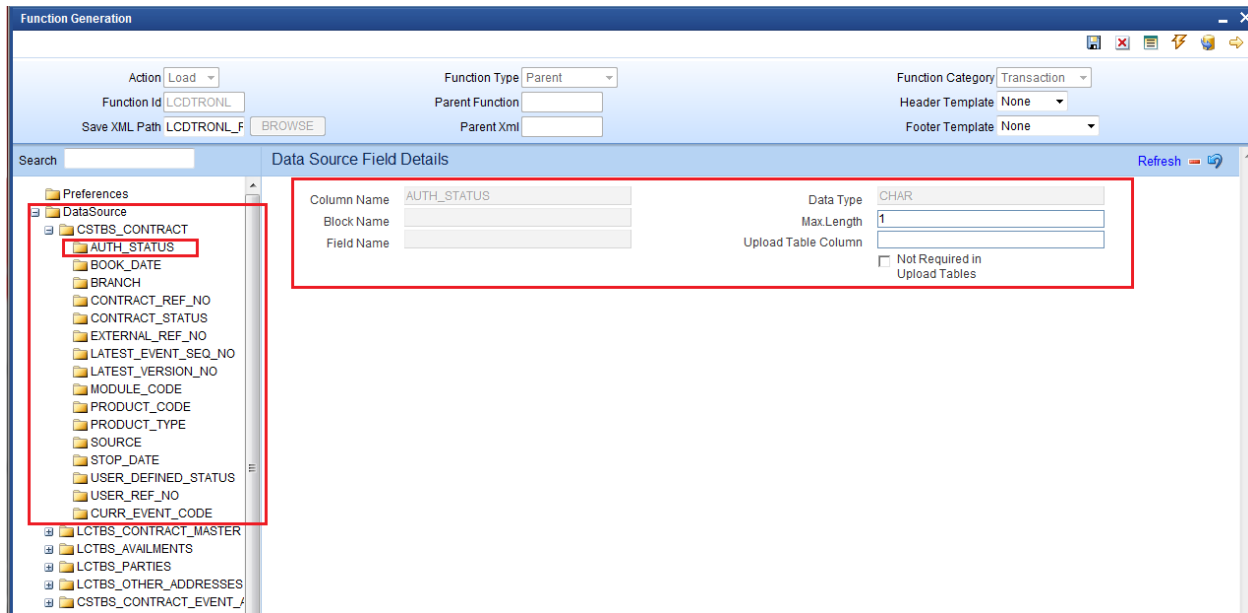 Function Generation
Action Load
Function Type Parent
Function Category Transaction
Function Id LCDTRONL
Parent Function
Header Template None
Save XML Path LCDTRONL_F BROWSE
Parent Xml
Footer Template None
Search
Data Source Field Details
Refresh
Preferences
DataSource
CSTBS_CONTRACT
AUTH_STATUS
BOOK_DATE
BRANCH
CONTRACT_REF_NO
CONTRACT_STATUS
EXTERNAL_REF_NO
LATEST_EVENT_SEQ_NO
LATEST_VERSION_NO
MODULE_CODE
PRODUCT_CODE
PRODUCT_TYPE
SOURCE
STOP_DATE
USER_DEFINED_STATUS
USER_REF_NO
CURR_EVENT_CODE
LCTBS_CONTRACT_MASTER
LCTBS_AVAILMENTS
LCTBS_PARTIES
LCTBS_OTHER_ADDRESSES
CSTBS_CONTRACT_EVENT_
Column Name AUTH_STATUS
Data Type CHAR
Block Name
Max.Length 1
Field Name
Upload Table Column
Not Required in
Upload Tables